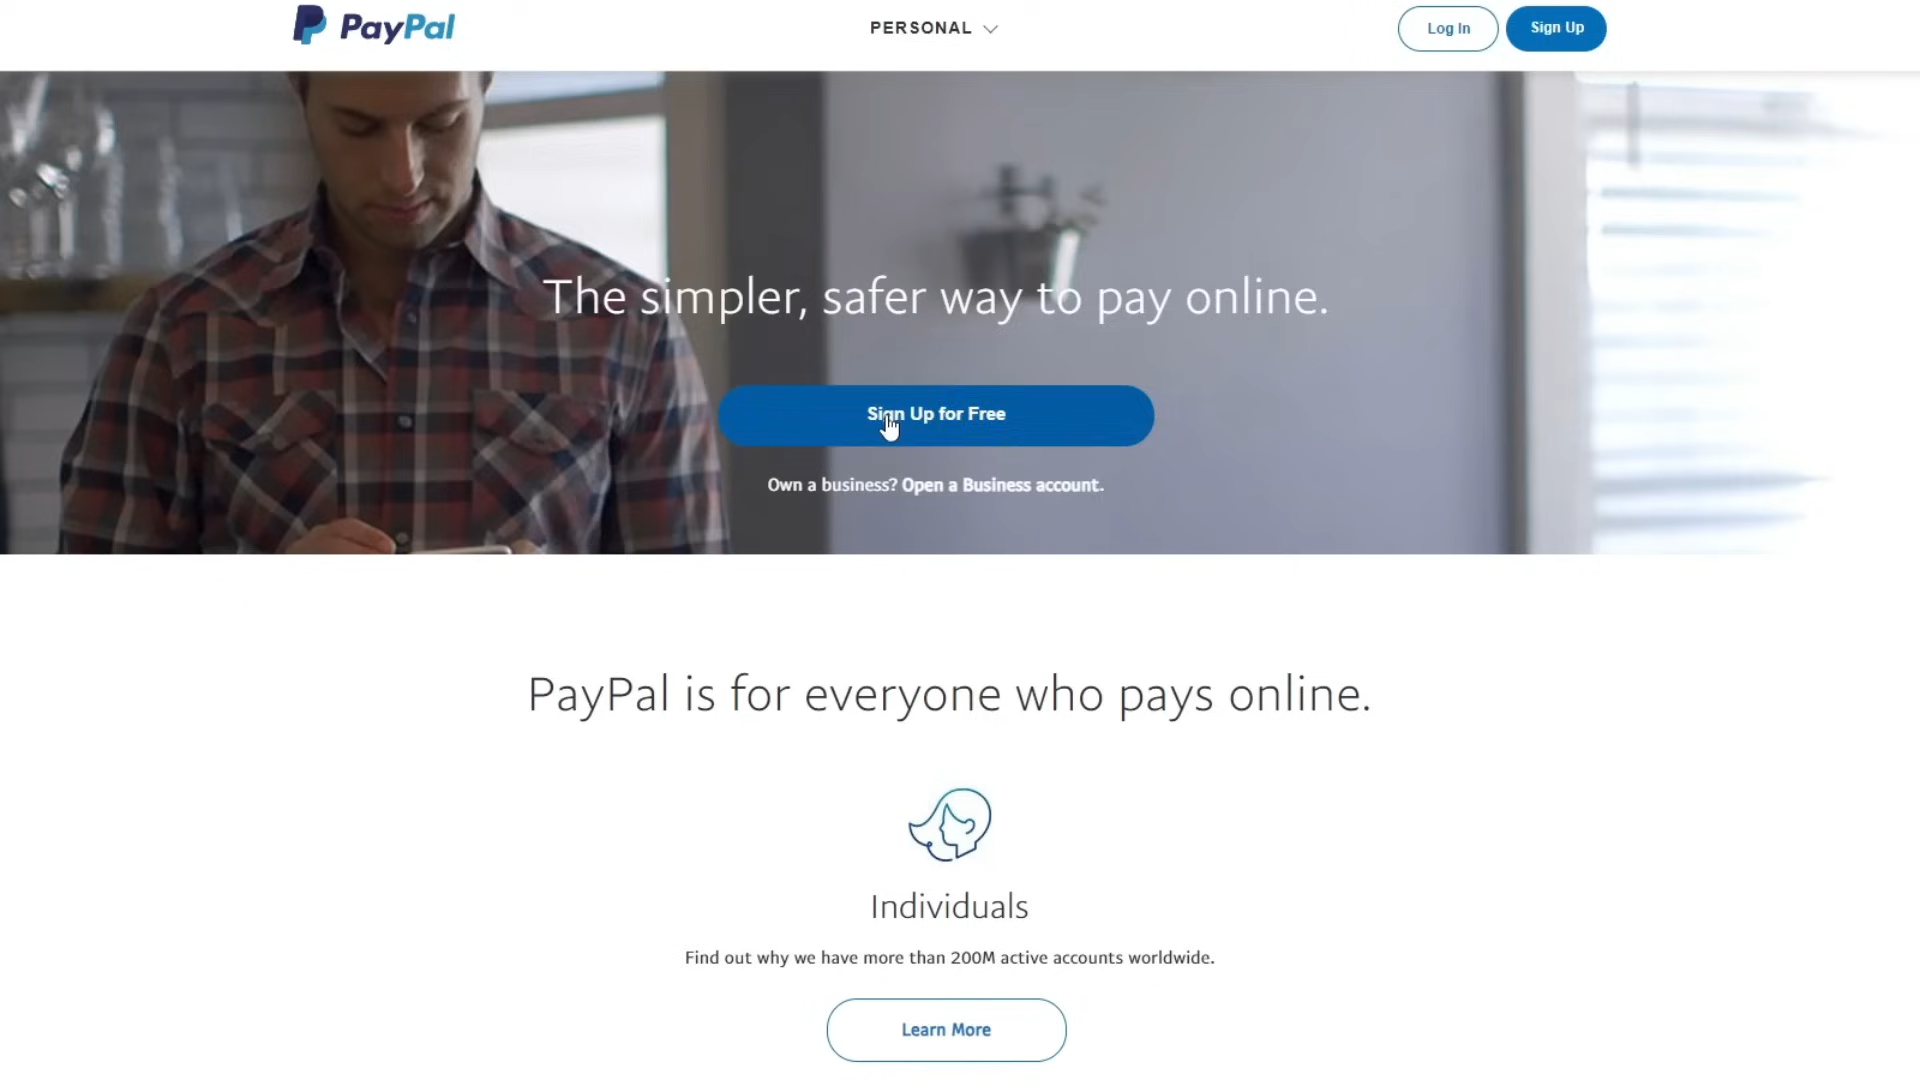 PayPal
PERSONAL
Log In
Sign Up
The simpler, safer way to pay online.
Sign Up for Free
Own a business? Open a Business account.
PayPal is for everyone who pays online.
Individuals
Find out why we have more than 200M active accounts worldwide.
Learn More